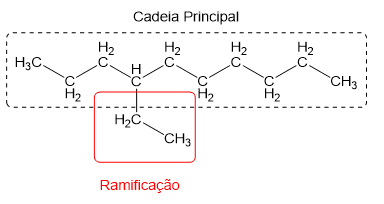 Cadeia Principal
H₂ H₂ H₂ H₂
H₃C C C C C
C H C C C C CH₃
H₂ C H₂ H₂
H₂C
CH₃
Ramificação